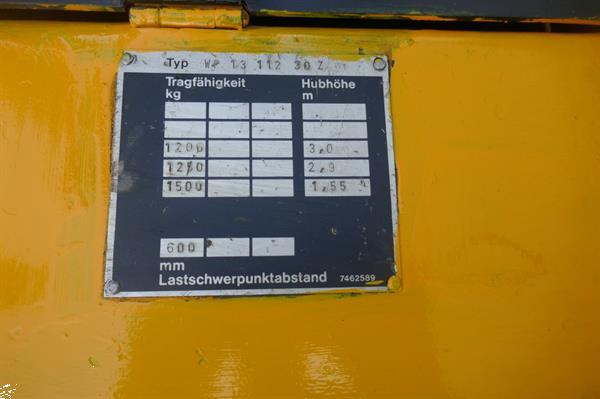 Typ WP 13 112 30 Z
Tragfähigkeit Hubhöhe
kg m
1200 3,0
1250 2,9
1500 1,55
600
mm
Lastschwerpunktabstand 7462589